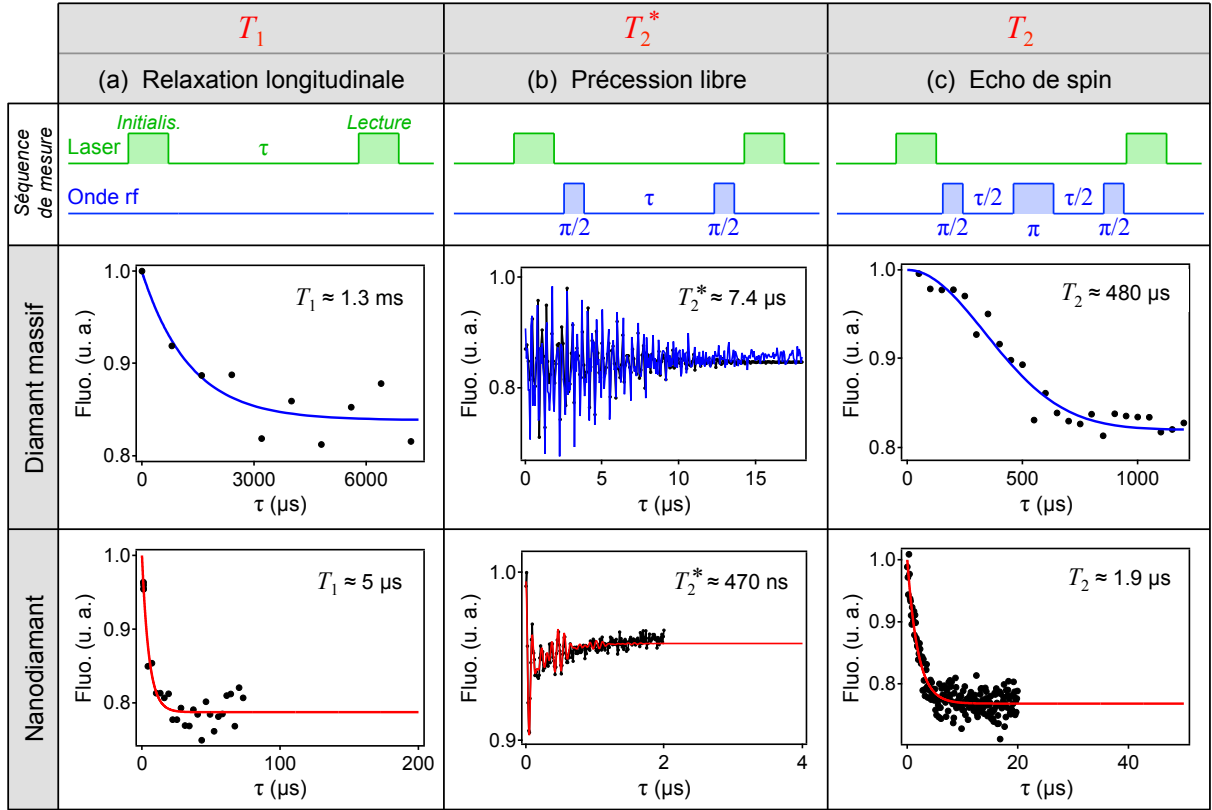 T₁
T₂*
T₂
(a) Relaxation longitudinale
(b) Précession libre
(c) Echo de spin
Séquence
de mesure
Laser
Initialis.
τ
Lecture
Onde rf
τ
π/2
π/2
τ/2
τ/2
π/2
π
π/2
Diamant massif
Fluo. (u. a.)
1.0
0.9
0.8
T₁ ≈ 1.3 ms
0
3000
6000
τ (µs)
Fluo. (u. a.)
1.0
0.8
T₂* ≈ 7.4 µs
0
5
10
15
τ (µs)
Fluo. (u. a.)
1.0
0.9
0.8
T₂ ≈ 480 µs
0
500
1000
τ (µs)
Nanodiamant
Fluo. (u. a.)
1.0
0.9
0.8
T₁ ≈ 5 µs
0
100
200
τ (µs)
Fluo. (u. a.)
1.0
0.9
T₂* ≈ 470 ns
0
2
4
τ (µs)
Fluo. (u. a.)
1.0
0.9
0.8
T₂ ≈ 1.9 µs
0
20
40
τ (µs)